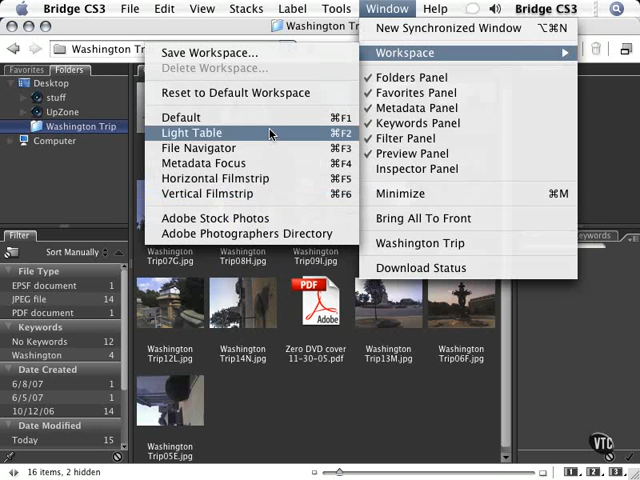 Bridge CS3 File Edit View Stacks Label Tools Window Help Bridge CS3
Washington Tr
Washington Tr
New Synchronized Window ⌥⌘N
Workspace
Folders Panel
Favorites Panel
Metadata Panel
Keywords Panel
Filter Panel
Preview Panel
Inspector Panel
Minimize ⌘M
Bring All To Front
Washington Trip
Download Status
Save Workspace...
Delete Workspace...
Reset to Default Workspace
Default ⌘F1
Light Table ⌘F2
File Navigator ⌘F3
Metadata Focus ⌘F4
Horizontal Filmstrip ⌘F5
Vertical Filmstrip ⌘F6
Adobe Stock Photos
Adobe Photographers Directory
Favorites Folders
Desktop
stuff
UpZone
Washington Trip
Computer
Filter
Sort Manually
File Type
EPSF document 1
JPEG file 14
PDF document 1
Keywords
No Keywords 12
Washington 4
Date Created
6/8/07 1
6/5/07 1
10/12/06 14
Date Modified
Today 15
eywords
Washington
Trip07G.jpg
Washington
Trip08H.jpg
Washington
Trip09I.jpg
PDF
Adobe
Washington
Trip12L.jpg
Washington
Trip14N.jpg
Zero DVD cover
11-30-05.pdf
Washington
Trip13M.jpg
Washington
Trip06F.jpg
Washington
Trip05E.jpg
VTC
16 items, 2 hidden
1 2 3